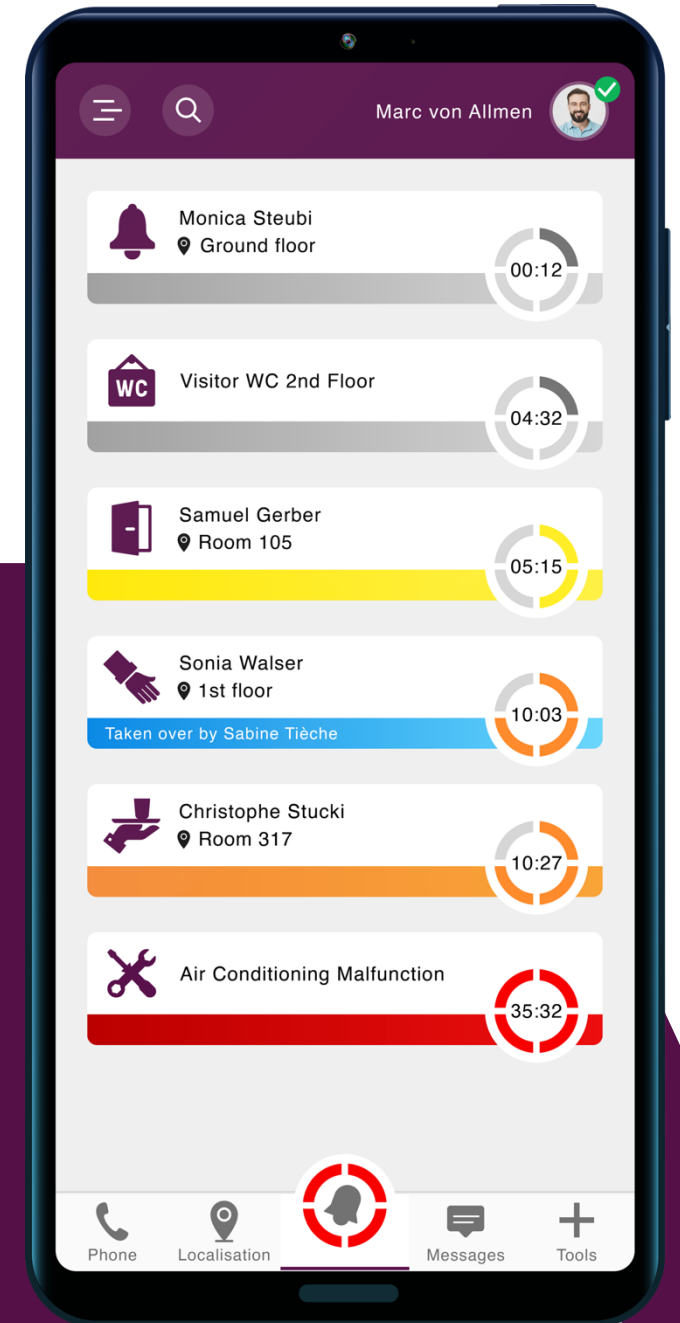 Marc von Allmen
Monica Steubi
Ground floor
00:12
WC
Visitor WC 2nd Floor
04:32
Samuel Gerber
Room 105
05:15
Sonia Walser
1st floor
10:03
Taken over by Sabine Tièche
Christophe Stucki
Room 317
10:27
Air Conditioning Malfunction
35:32
Phone
Localisation
Messages
Tools